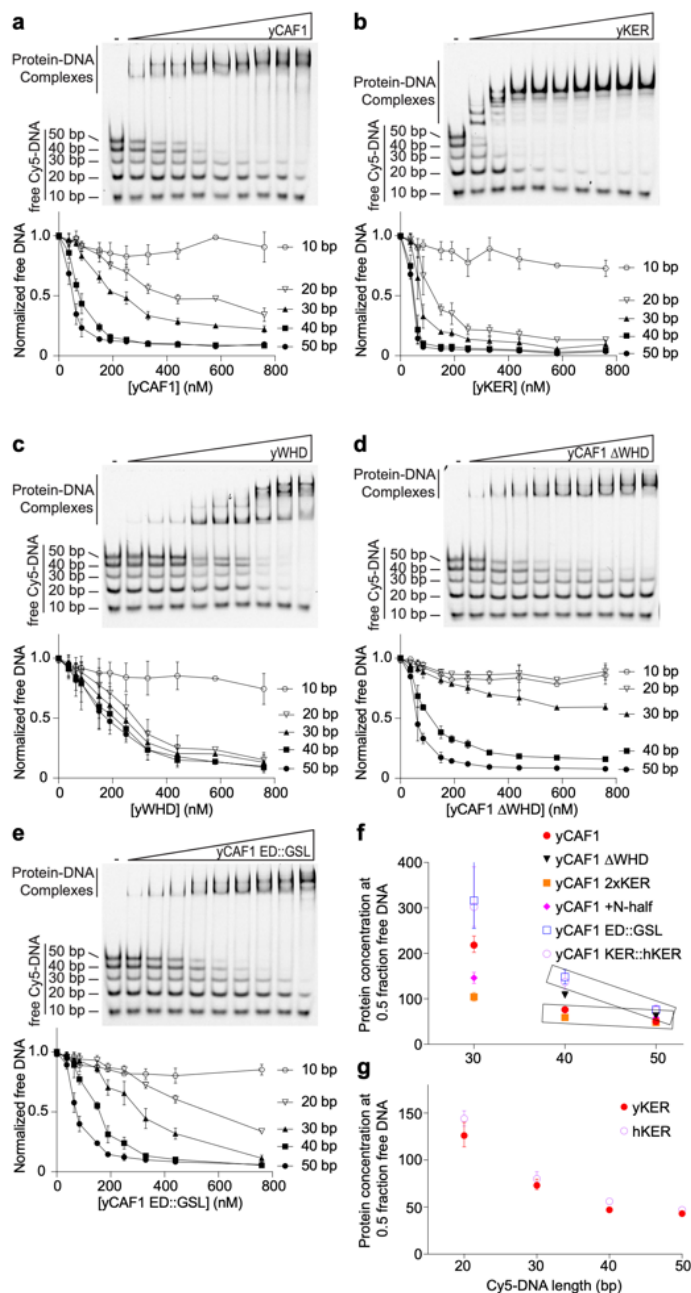 a
yCAF1
-
Protein-DNA
Complexes
free Cy5-DNA
50 bp
40 bp
30 bp
20 bp
10 bp
Normalized free DNA
1.0
0.5
0
0 200 400 600 800
[yCAF1] (nM)
10 bp
20 bp
30 bp
40 bp
50 bp
b
yKER
-
Protein-DNA
Complexes
free Cy5-DNA
50 bp
40 bp
30 bp
20 bp
10 bp
Normalized free DNA
1.0
0.5
0
0 200 400 600 800
[yKER] (nM)
10 bp
20 bp
30 bp
40 bp
50 bp
c
yWHD
-
Protein-DNA
Complexes
free Cy5-DNA
50 bp
40 bp
30 bp
20 bp
10 bp
Normalized free DNA
1.0
0.5
0
0 200 400 600 800
[yWHD] (nM)
10 bp
20 bp
30 bp
40 bp
50 bp
d
yCAF1 ΔWHD
-
Protein-DNA
Complexes
free Cy5-DNA
50 bp
40 bp
30 bp
20 bp
10 bp
Normalized free DNA
1.0
0.5
0
0 200 400 600 800
[yCAF1 ΔWHD] (nM)
10 bp
20 bp
30 bp
40 bp
50 bp
e
yCAF1 ED::GSL
-
Protein-DNA
Complexes
free Cy5-DNA
50 bp
40 bp
30 bp
20 bp
10 bp
Normalized free DNA
1.0
0.5
0
0 200 400 600 800
[yCAF1 ED::GSL] (nM)
10 bp
20 bp
30 bp
40 bp
50 bp
f
Protein concentration at
0.5 fraction free DNA
400
300
200
100
0
30 40 50
yCAF1
yCAF1 ΔWHD
yCAF1 2xKER
yCAF1 +N-half
yCAF1 ED::GSL
yCAF1 KER::hKER
g
Protein concentration at
0.5 fraction free DNA
150
100
50
0
20 30 40 50
Cy5-DNA length (bp)
yKER
hKER